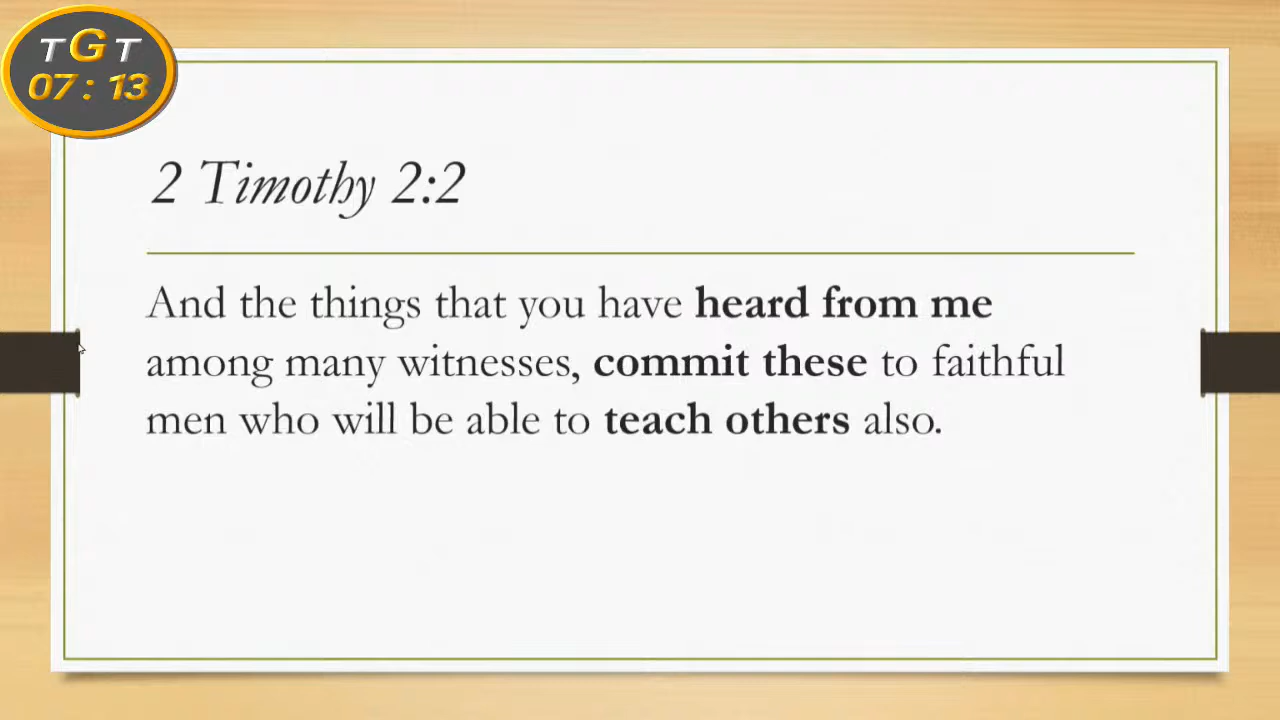 TGT
07:13
2 Timothy 2:2
And the things that you have heard from me
among many witnesses, commit these to faithful
men who will be able to teach others also.